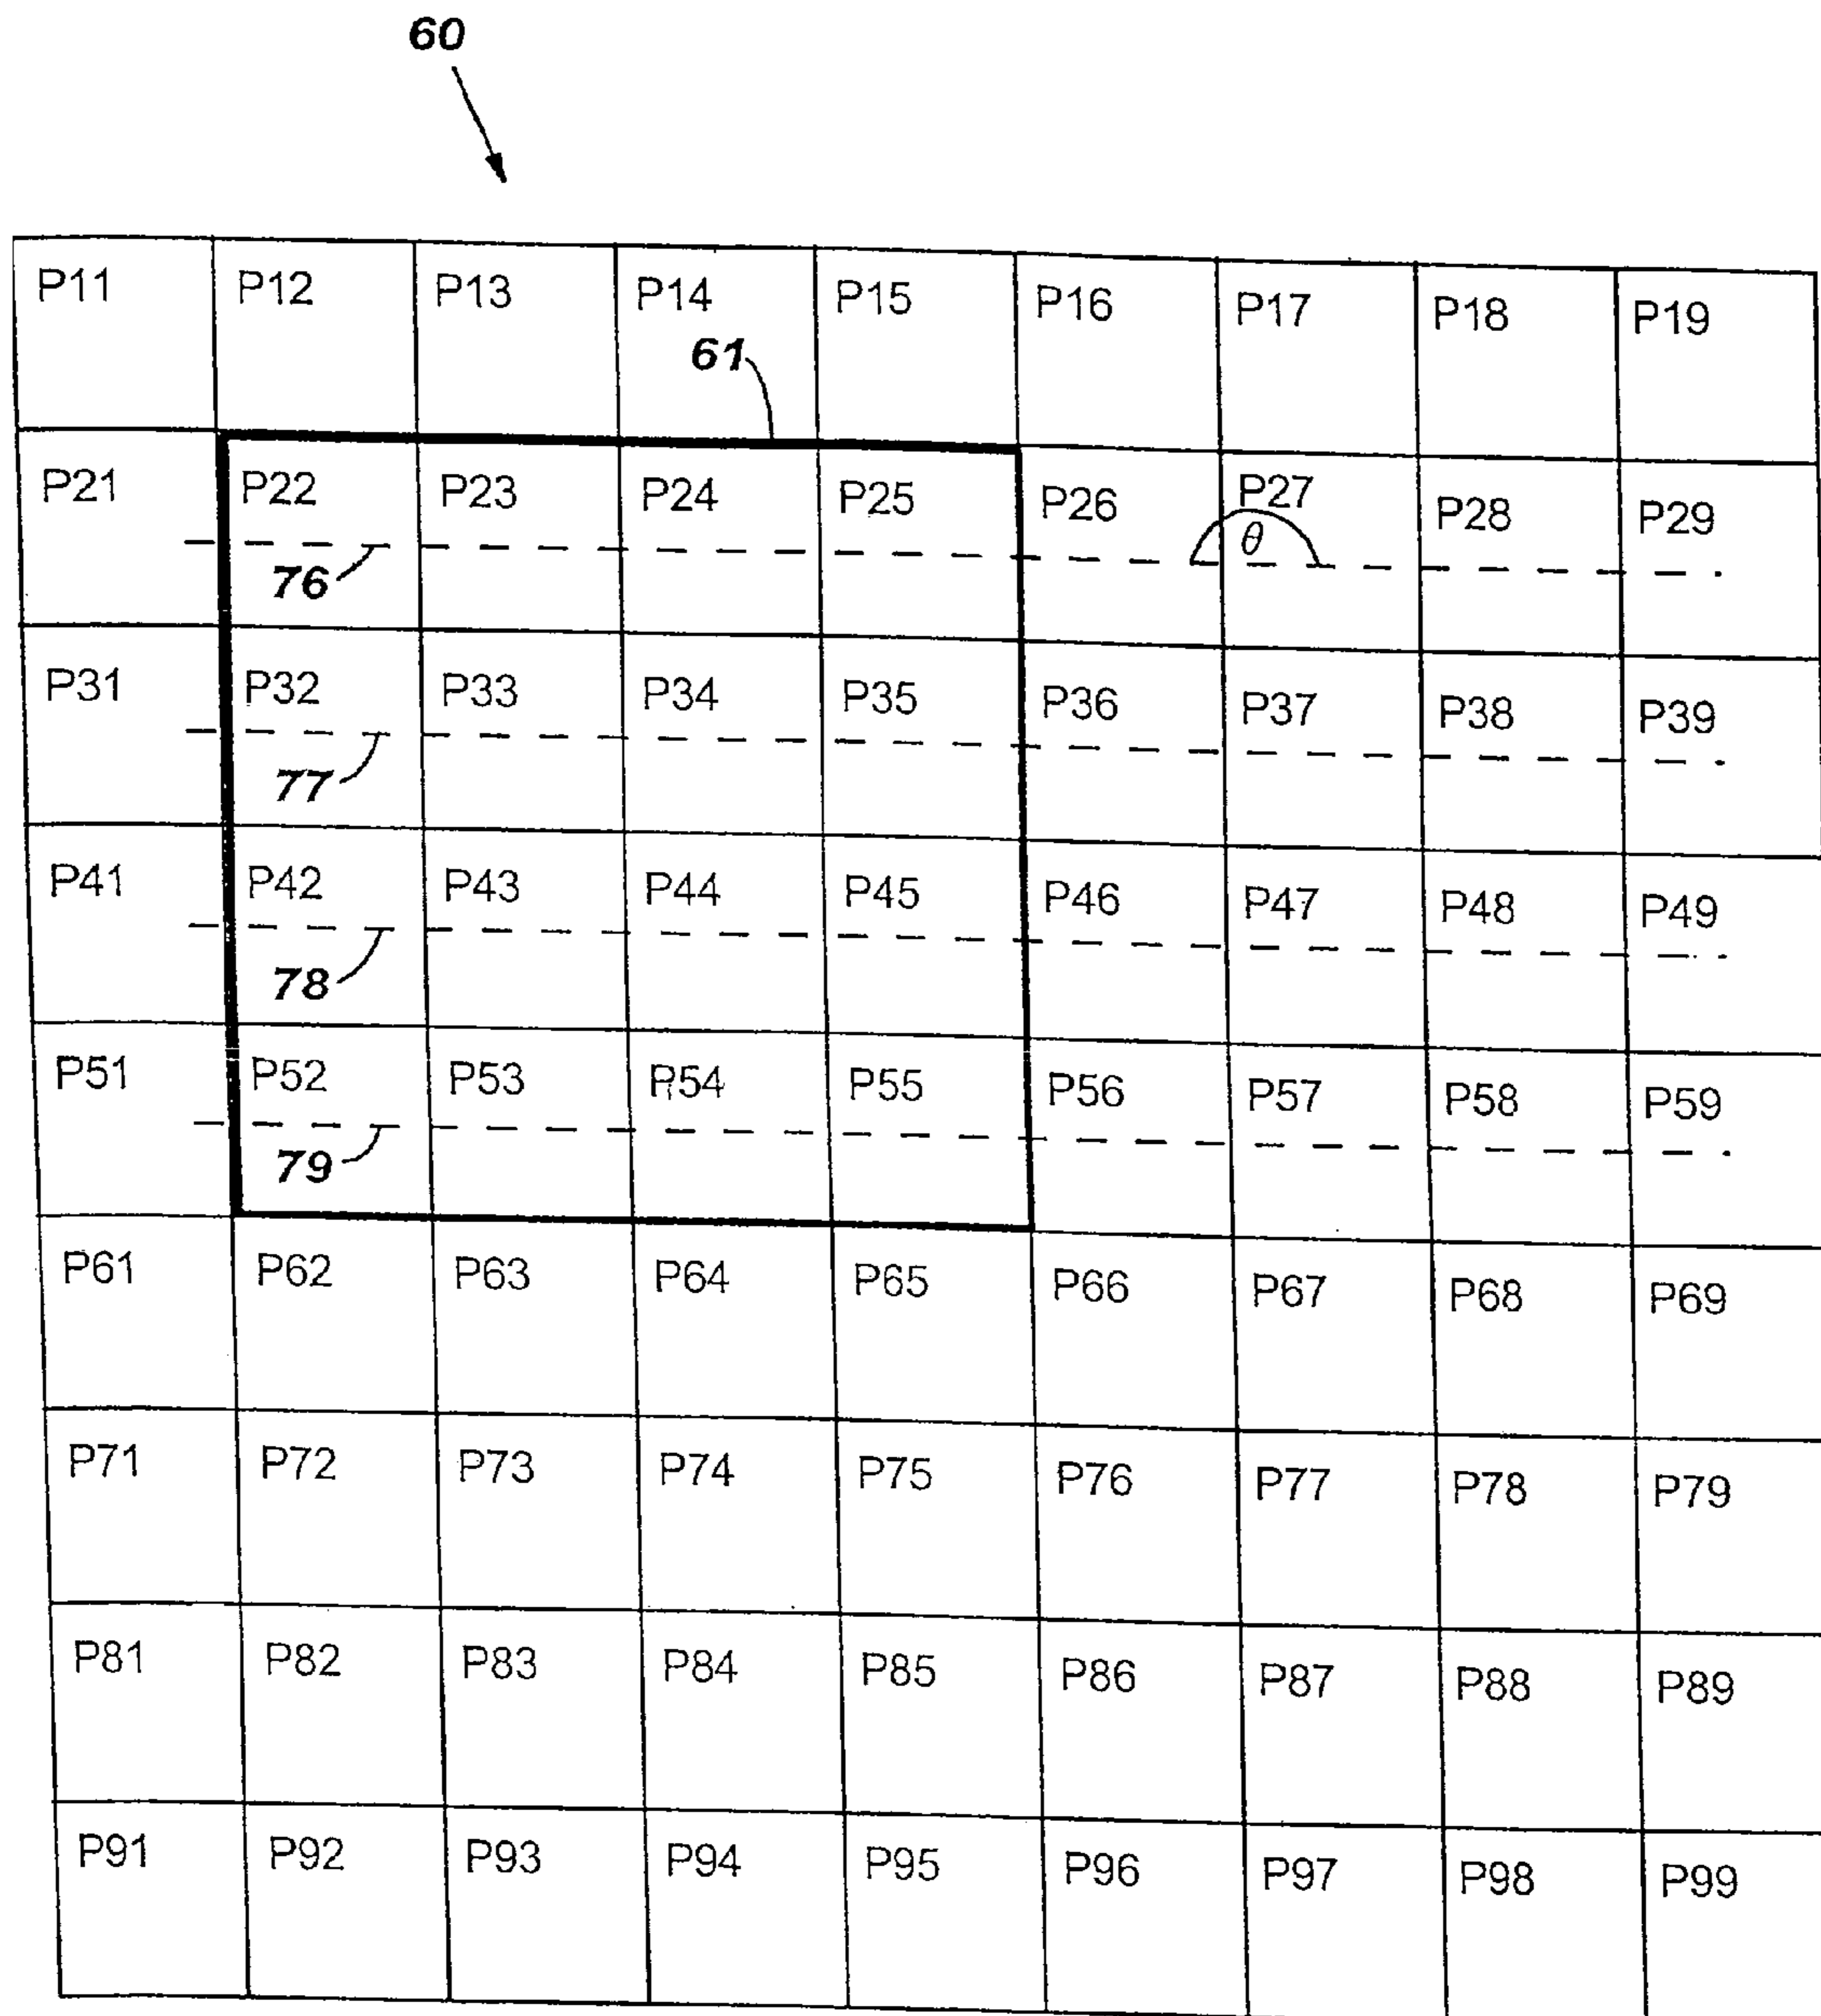 60
P11 P12 P13 P14 P15 P16 P17 P18 P19
61
P21 P22 P23 P24 P25 P26 P27 P28 P29
θ
76
P31 P32 P33 P34 P35 P36 P37 P38 P39
77
P41 P42 P43 P44 P45 P46 P47 P48 P49
78
P51 P52 P53 P54 P55 P56 P57 P58 P59
79
P61 P62 P63 P64 P65 P66 P67 P68 P69
P71 P72 P73 P74 P75 P76 P77 P78 P79
P81 P82 P83 P84 P85 P86 P87 P88 P89
P91 P92 P93 P94 P95 P96 P97 P98 P99